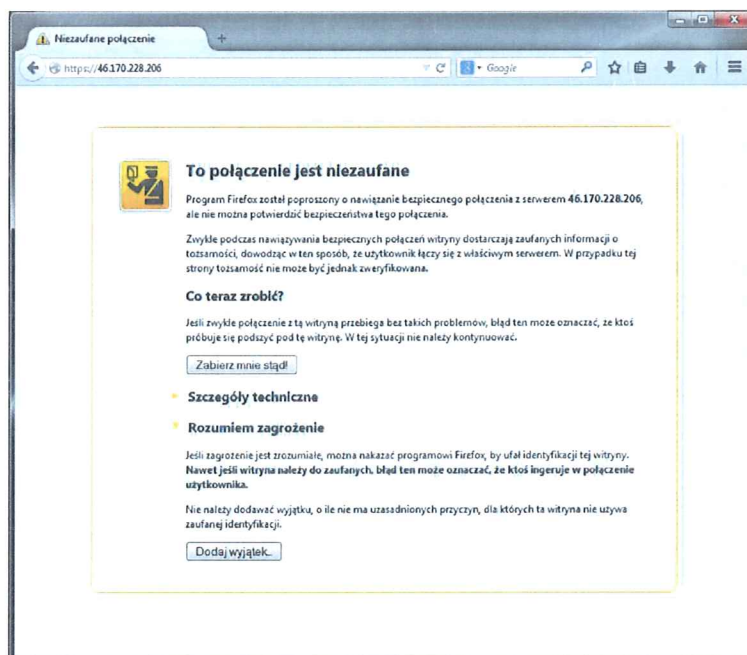 Niezaufane połączenie
https://46.170.228.206
Google
To połączenie jest niezaufane
Program Firefox został poproszony o nawiązanie bezpiecznego połączenia z serwerem 46.170.228.206,
ale nie można potwierdzić bezpieczeństwa tego połączenia.
Zwykle podczas nawiązywania bezpiecznych połączeń witryny dostarczają zaufanych informacji o
tożsamości, dowodząc w ten sposób, że użytkownik łączy się z właściwym serwerem. W przypadku tej
strony tożsamość nie może być jednak zweryfikowana.
Co teraz zrobić?
Jeśli zwykle połączenie z tą witryną przebiega bez takich problemów, błąd ten może oznaczać, że ktoś
próbuje się podszyć pod tę witrynę. W tej sytuacji nie należy kontynuować.
Zabierz mnie stąd!
Szczegóły techniczne
Rozumiem zagrożenie
Jeśli zagrożenie jest zrozumiałe, można nakazać programowi Firefox, by ufał identyfikacji tej witryny.
Nawet jeśli witryna należy do zaufanych, błąd ten może oznaczać, że ktoś ingeruje w połączenie
użytkownika.
Nie należy dodawać wyjątku, o ile nie ma uzasadnionych przyczyn, dla których ta witryna nie używa
zaufanej identyfikacji.
Dodaj wyjątek...